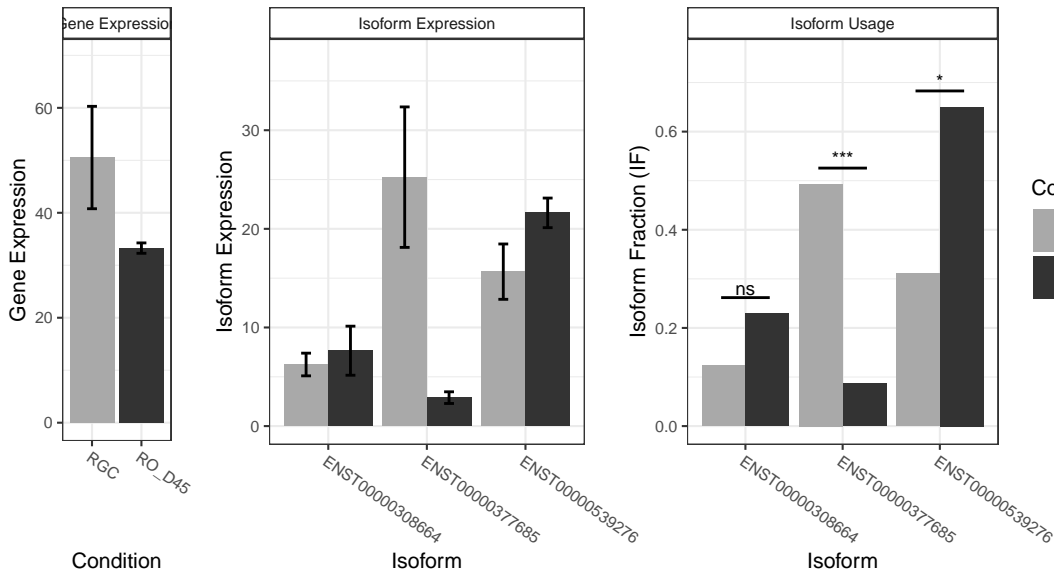 Gene Expression
Isoform Expression
Isoform Usage
Gene Expression
60
40
20
0
RGC
RO_D45
Condition
Isoform Expression
30
20
10
0
ENST00000308664
ENST00000377685
ENST00000539276
Isoform
Isoform Fraction (IF)
0.6
0.4
0.2
0.0
ns
***
*
ENST00000308664
ENST00000377685
ENST00000539276
Isoform
Co